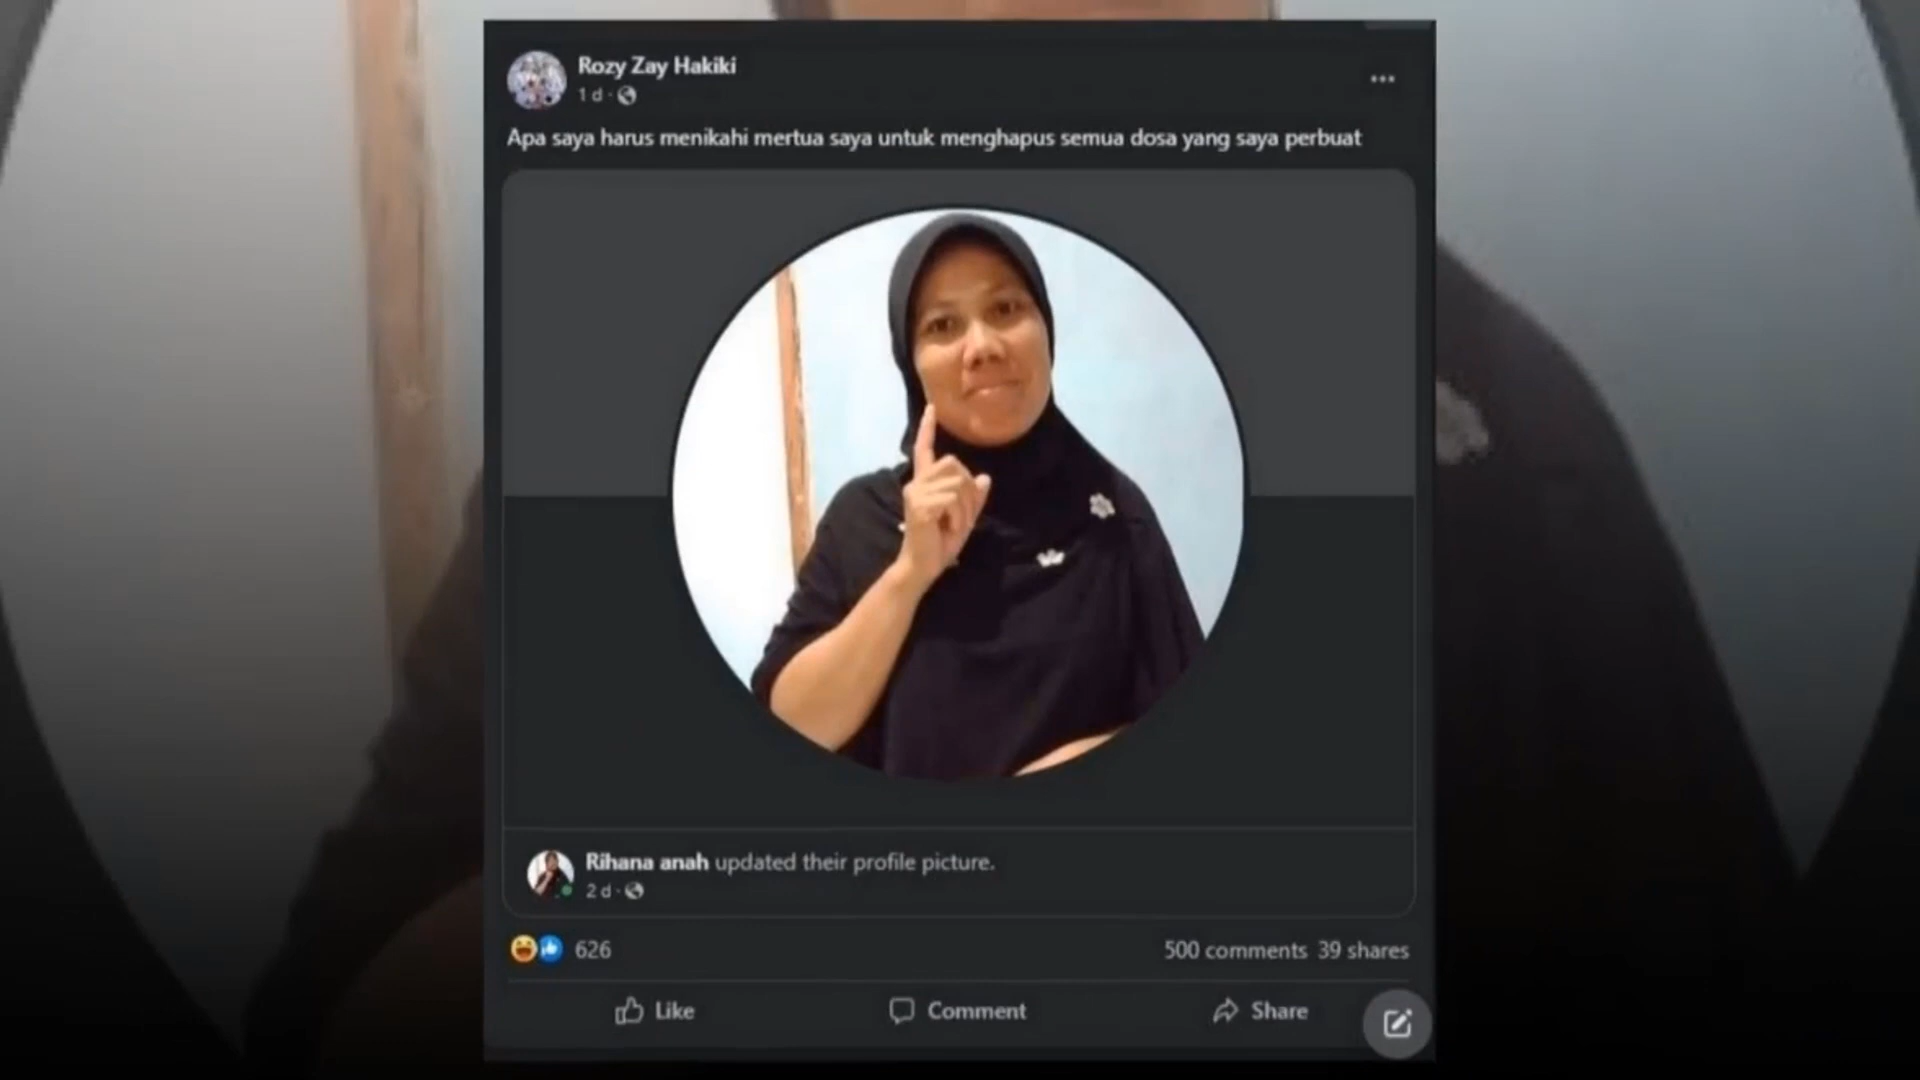 Rozy Zay Hakiki
1 d ·
Apa saya harus menikahi mertua saya untuk menghapus semua dosa yang saya perbuat
Rihana anah updated their profile picture.
2 d ·
626
500 comments 39 shares
Like
Comment
Share